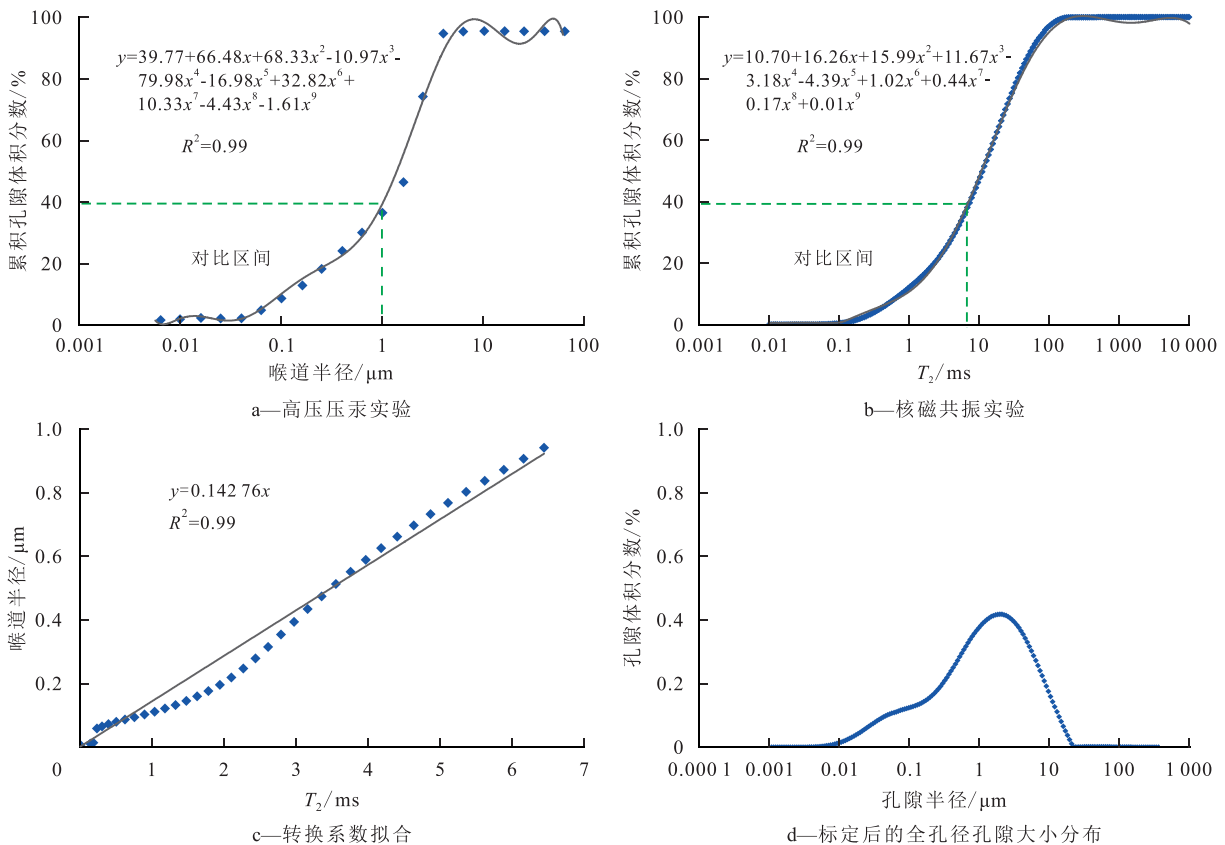 100
80
60
40
20
0
累积孔隙体积分数/%
y=39.77+66.48x+68.33x²-10.97x³-
79.98x⁴-16.98x⁵+32.82x⁶+
10.33x⁷-4.43x⁸-1.61x⁹
R²=0.99
对比区间
0.001 0.01 0.1 1 10 100
喉道半径/μm
a—高压压汞实验
100
80
60
40
20
0
累积孔隙体积分数/%
y=10.70+16.26x+15.99x²+11.67x³-
3.18x⁴-4.39x⁵+1.02x⁶+0.44x⁷-
0.17x⁸+0.01x⁹
R²=0.99
对比区间
0.001 0.01 0.1 1 10 100 1 000 10 000
T₂/ms
b—核磁共振实验
1.0
0.8
0.6
0.4
0.2
0
喉道半径/μm
y=0.142 76x
R²=0.99
0 1 2 3 4 5 6 7
T₂/ms
c—转换系数拟合
1.0
0.8
0.6
0.4
0.2
0
孔隙体积分数/%
0.000 1 0.001 0.01 0.1 1 10 100 1 000
孔隙半径/μm
d—标定后的全孔径孔隙大小分布